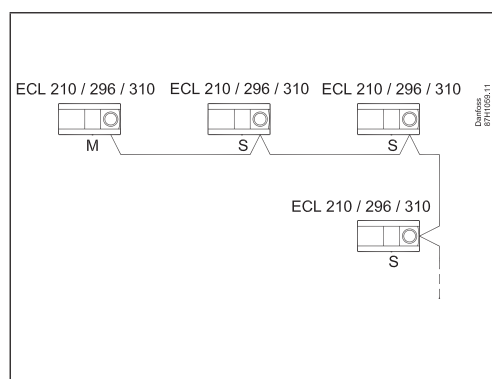 ECL 210 / 296 / 310 ECL 210 / 296 / 310 ECL 210 / 296 / 310
M S S
ECL 210 / 296 / 310
S
Danfoss
87H1059.11